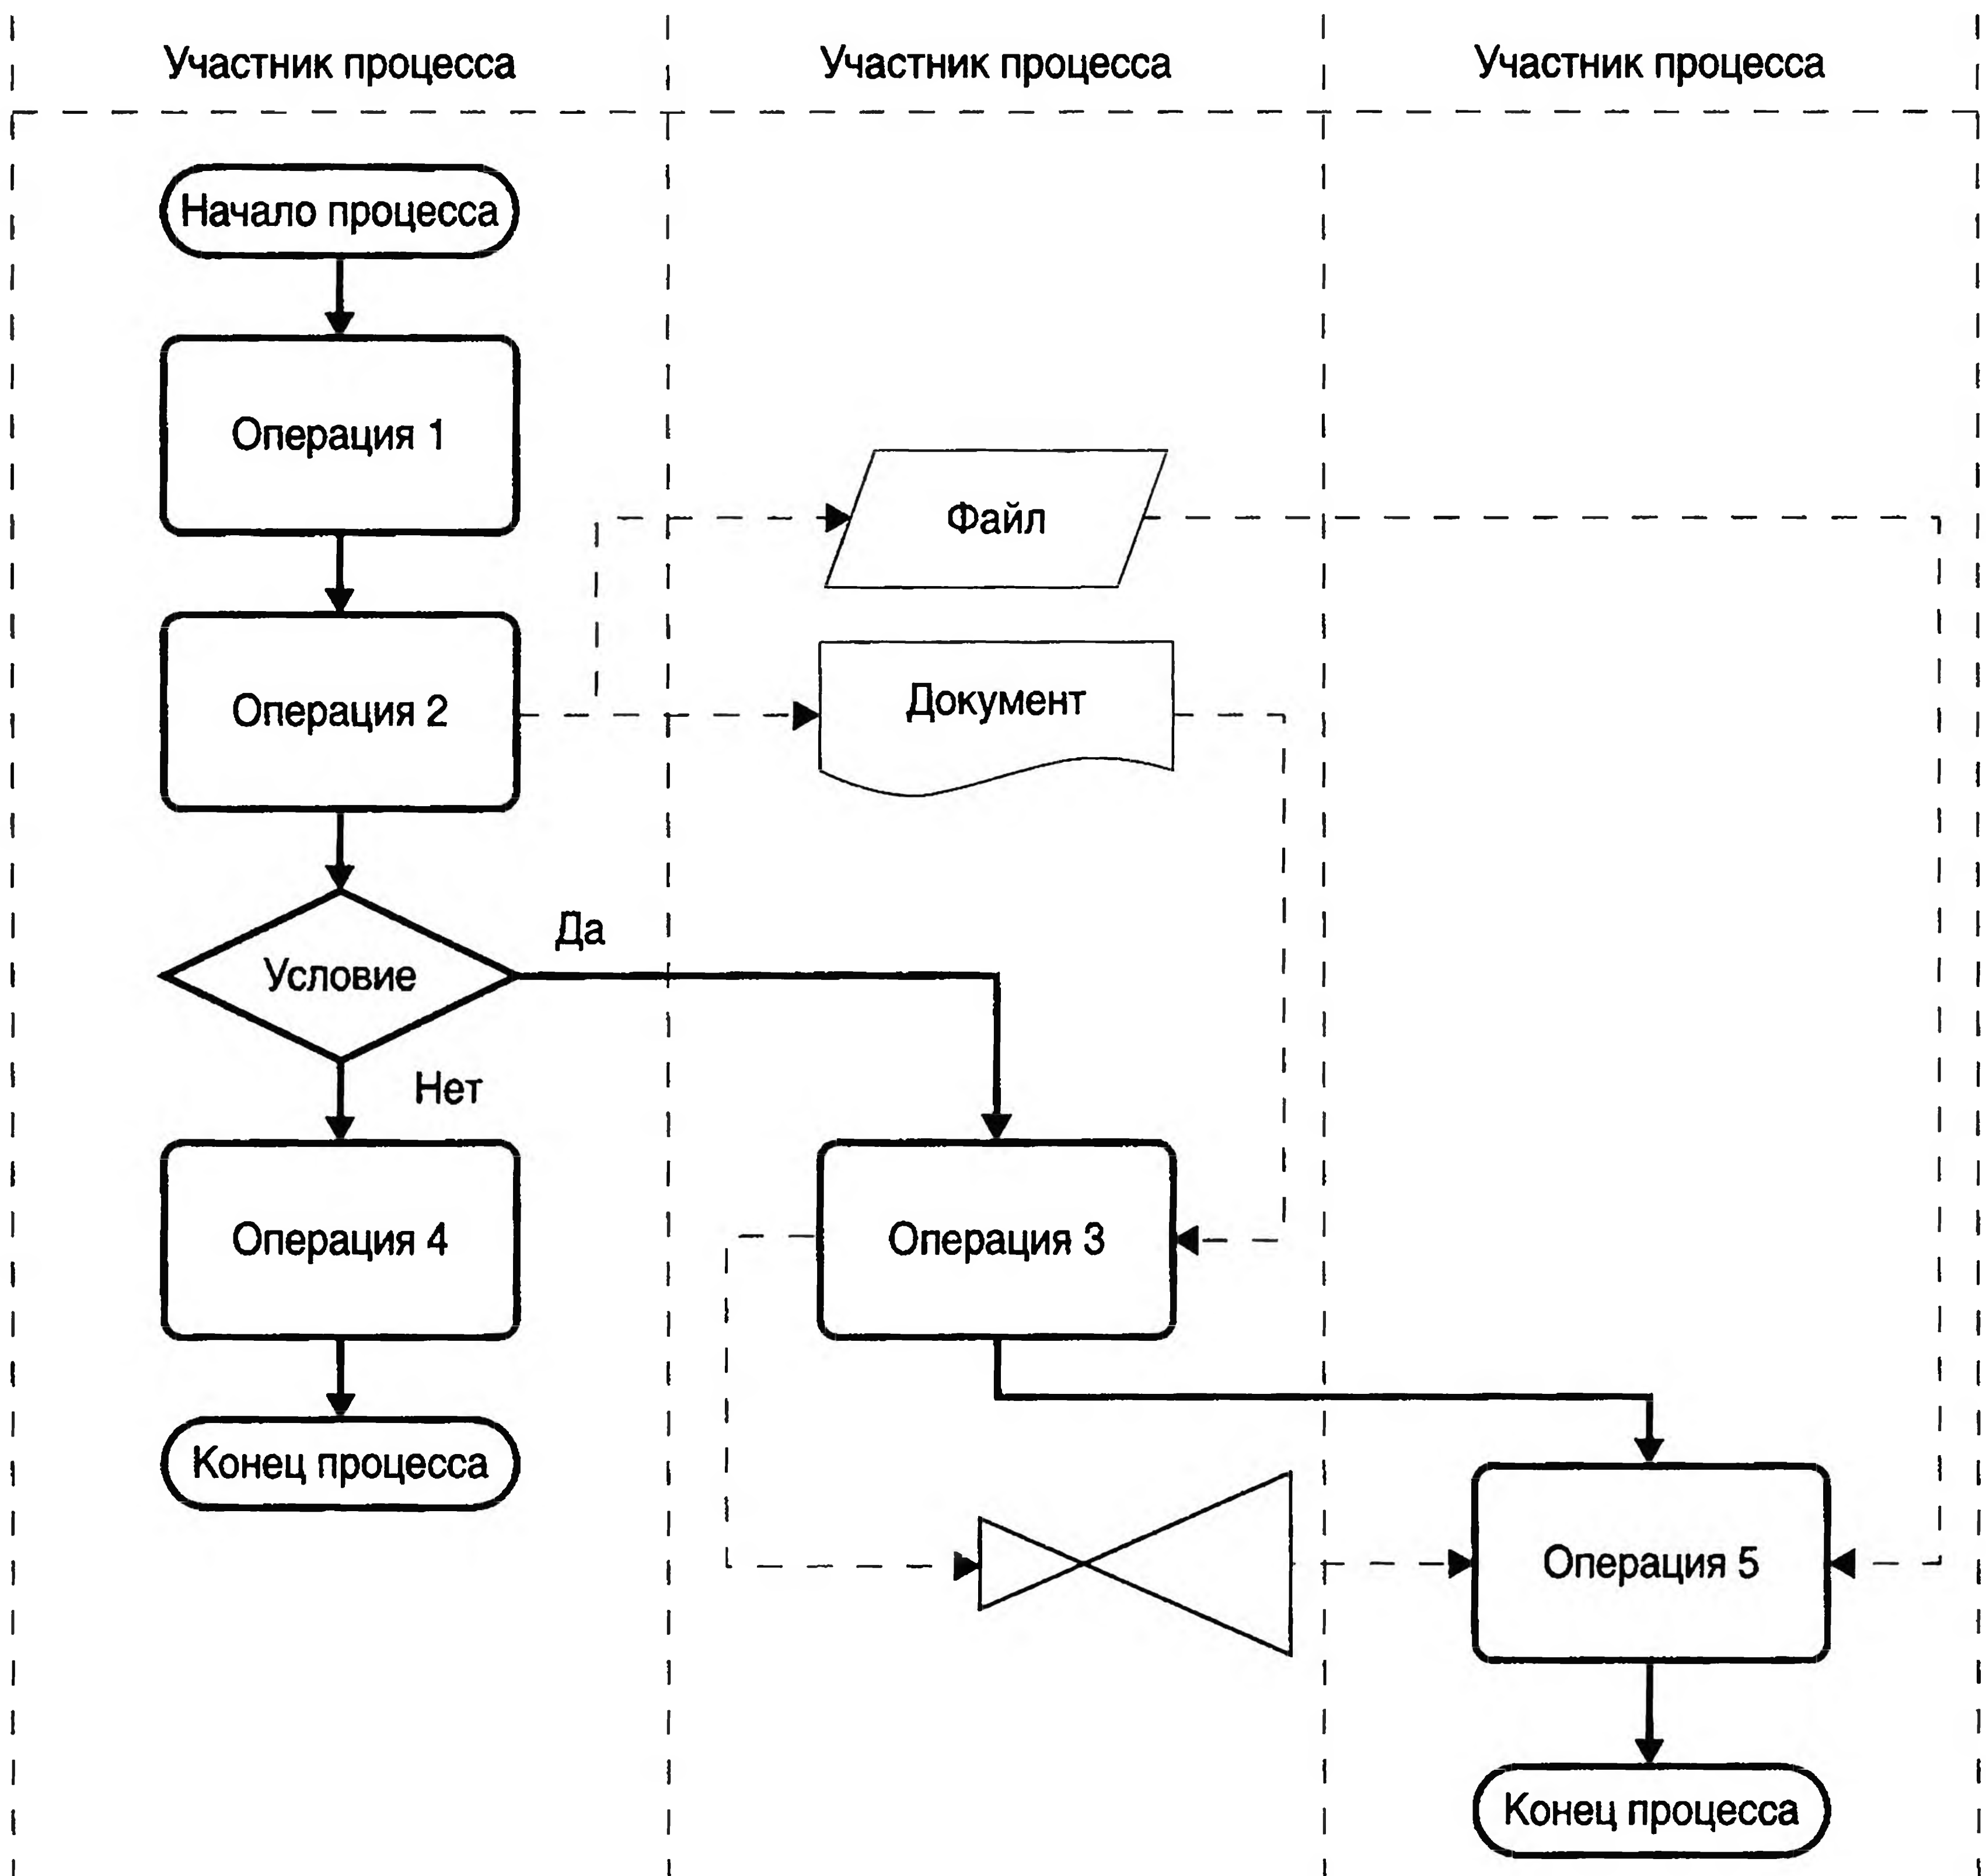 Участник процесса
Участник процесса
Участник процесса
Начало процесса
Операция 1
Файл
Операция 2
Документ
Да
Условие
Нет
Операция 4
Операция 3
Конец процесса
Операция 5
Конец процесса